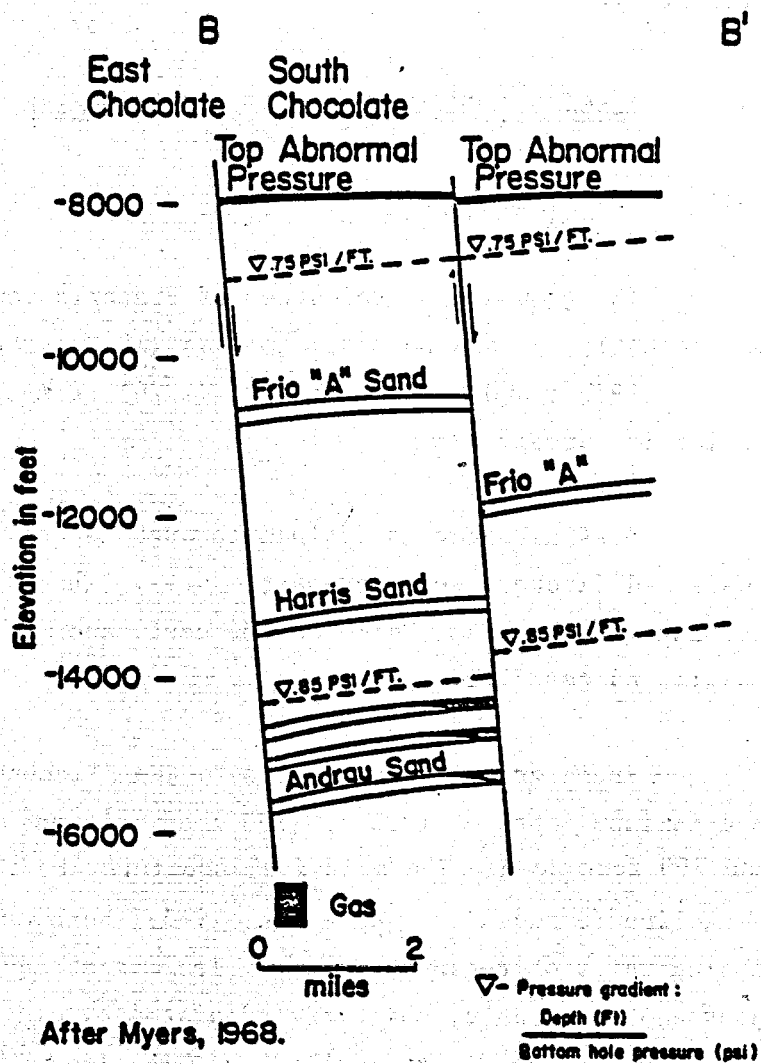 B B'
East South
Chocolate Chocolate
Top Abnormal Top Abnormal
Pressure Pressure
-8000
∇.75 PSI/FT. ∇.75 PSI/FT.
-10000
Frio "A" Sand
Frio "A"
-12000
Elevation in feet
Harris Sand
∇.85 PSI/FT.
-14000
∇.85 PSI/FT.
Andrau Sand
-16000
Gas
0 2
miles
∇- Pressure gradient:
Depth (Ft)
Bottom hole pressure (psi)
After Myers, 1968.